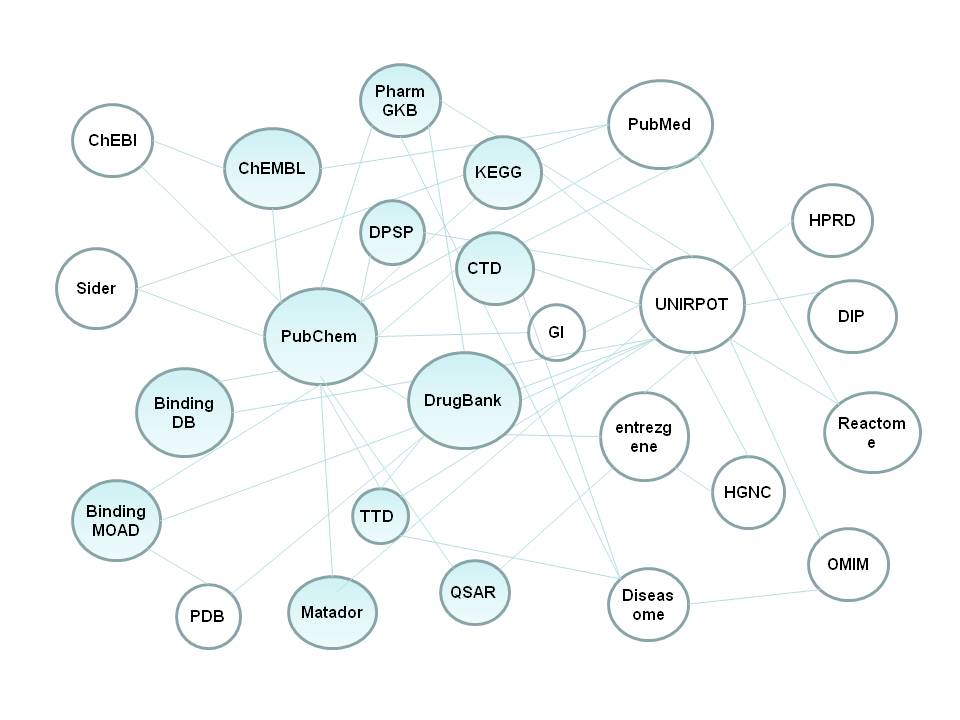 Pharm
GKB
PubMed
ChEBI
ChEMBL
KEGG
HPRD
DPSP
CTD
Sider
UNIRPOT
DIP
GI
PubChem
DrugBank
Binding
DB
entrezg
ene
Reactom
e
HGNC
Binding
MOAD
TTD
OMIM
QSAR
Diseas
ome
PDB
Matador